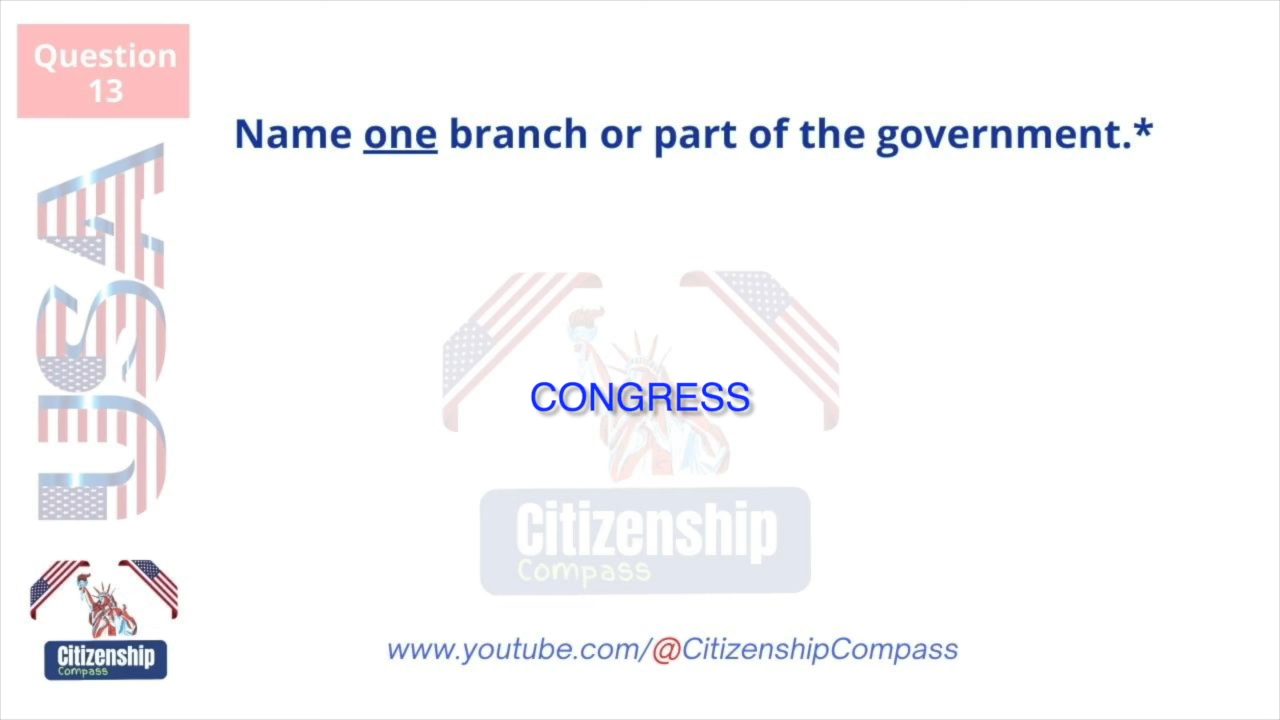 Question
13
Name one branch or part of the government.*
USA
CONGRESS
Citizenship
Compass
Citizenship
Compass
www.youtube.com/@CitizenshipCompass